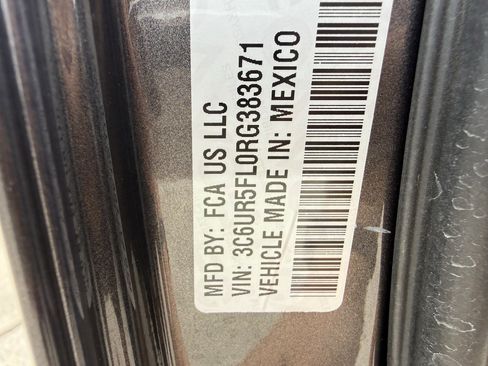 MFD BY: FCA US LLC
VIN: 3C6UR5FL0RG383671
VEHICLE MADE IN: MEXICO